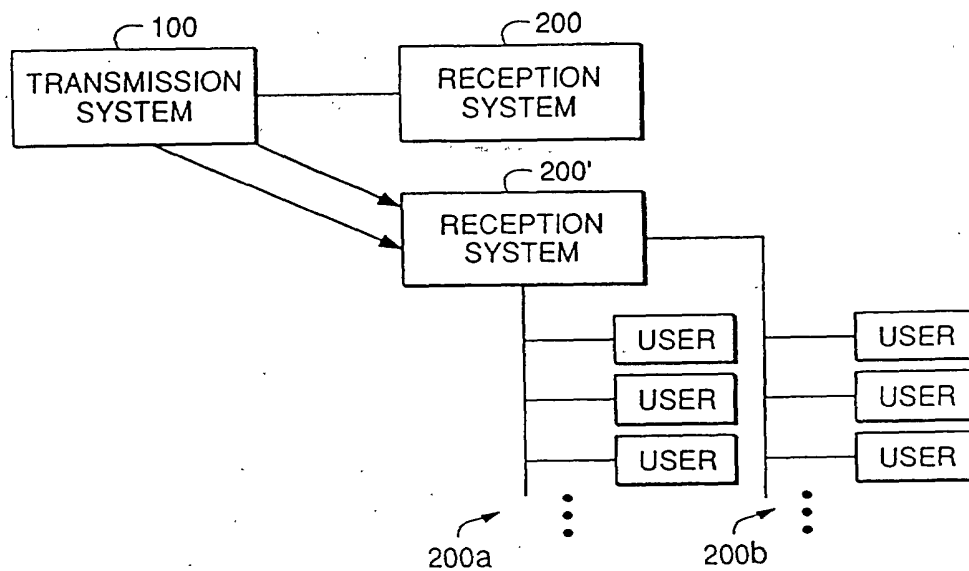 100
TRANSMISSION
SYSTEM
200
RECEPTION
SYSTEM
200'
RECEPTION
SYSTEM
USER
USER
USER
USER
USER
USER
200a
200b